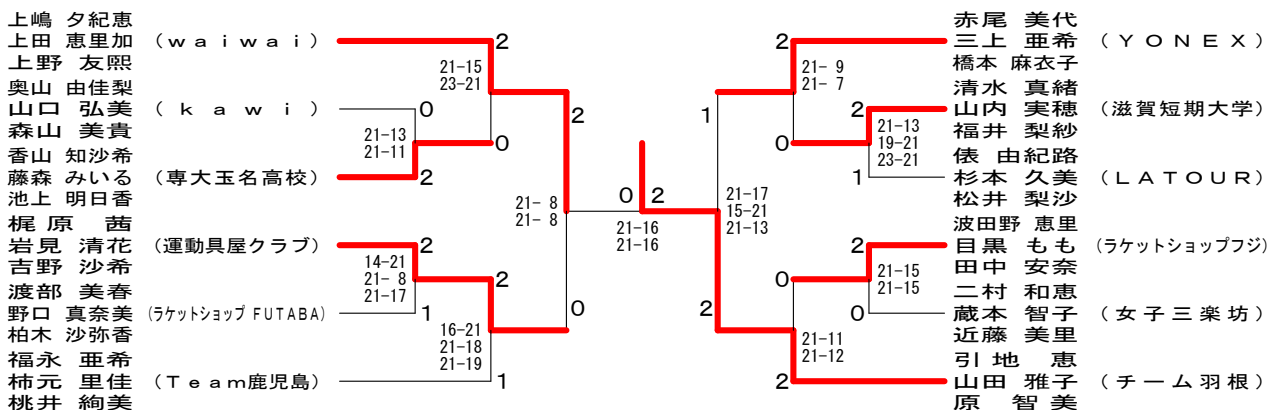 上嶋 夕紀恵
上田 恵里加 (waiwai)
上野 友熙
奥山 由佳梨
山口 弘美 (kawi)
森山 美貴
香山 知沙希
藤森 みいる (専大玉名高校)
池上 明日香
梶原 茜
岩見 清花 (運動具屋クラブ)
吉野 沙希
渡部 美春
野口 真奈美 (ラケットショップ FUTABA)
柏木 沙弥香
福永 亜希
柿元 里佳 (Team鹿児島)
桃井 絢美
2
21-15
23-21
0
21-13
21-11
0
2
2
21- 8
21- 8
2
14-21
21- 8
21-17
2
1
0
16-21
21-18
21-19
1
0 2
21-16
21-16
2
21- 9
21- 7
1
2
21-13
19-21
23-21
0
1
21-17
15-21
21-13
2
0
21-15
21-15
0
2
21-11
21-12
2
赤尾 美代
三上 亜希 (YONEX)
橋本 麻衣子
清水 真緒
山内 実穂 (滋賀短期大学)
福井 梨紗
俵 由紀路
杉本 久美 (LATOUR)
松井 梨沙
波田野 恵里
目黒 もも (ラケットショップフジ)
田中 安奈
二村 和恵
蔵本 智子 (女子三楽坊)
近藤 美里
引地 恵
山田 雅子 (チーム羽根)
原 智美